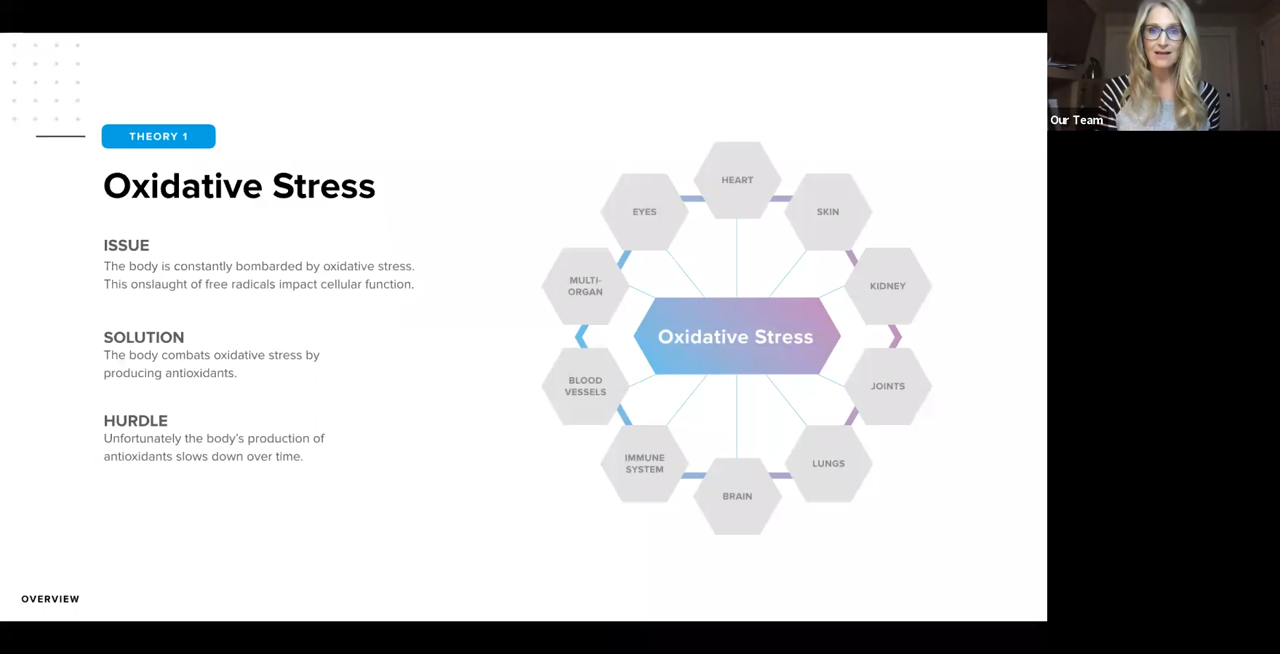 THEORY 1
Oxidative Stress
ISSUE
The body is constantly bombarded by oxidative stress.
This onslaught of free radicals impact cellular function.
SOLUTION
The body combats oxidative stress by
producing antioxidants.
HURDLE
Unfortunately the body's production of
antioxidants slows down over time.
HEART
EYES
SKIN
MULTI-
ORGAN
KIDNEY
Oxidative Stress
BLOOD
VESSELS
JOINTS
IMMUNE
SYSTEM
LUNGS
BRAIN
OVERVIEW
Our Team